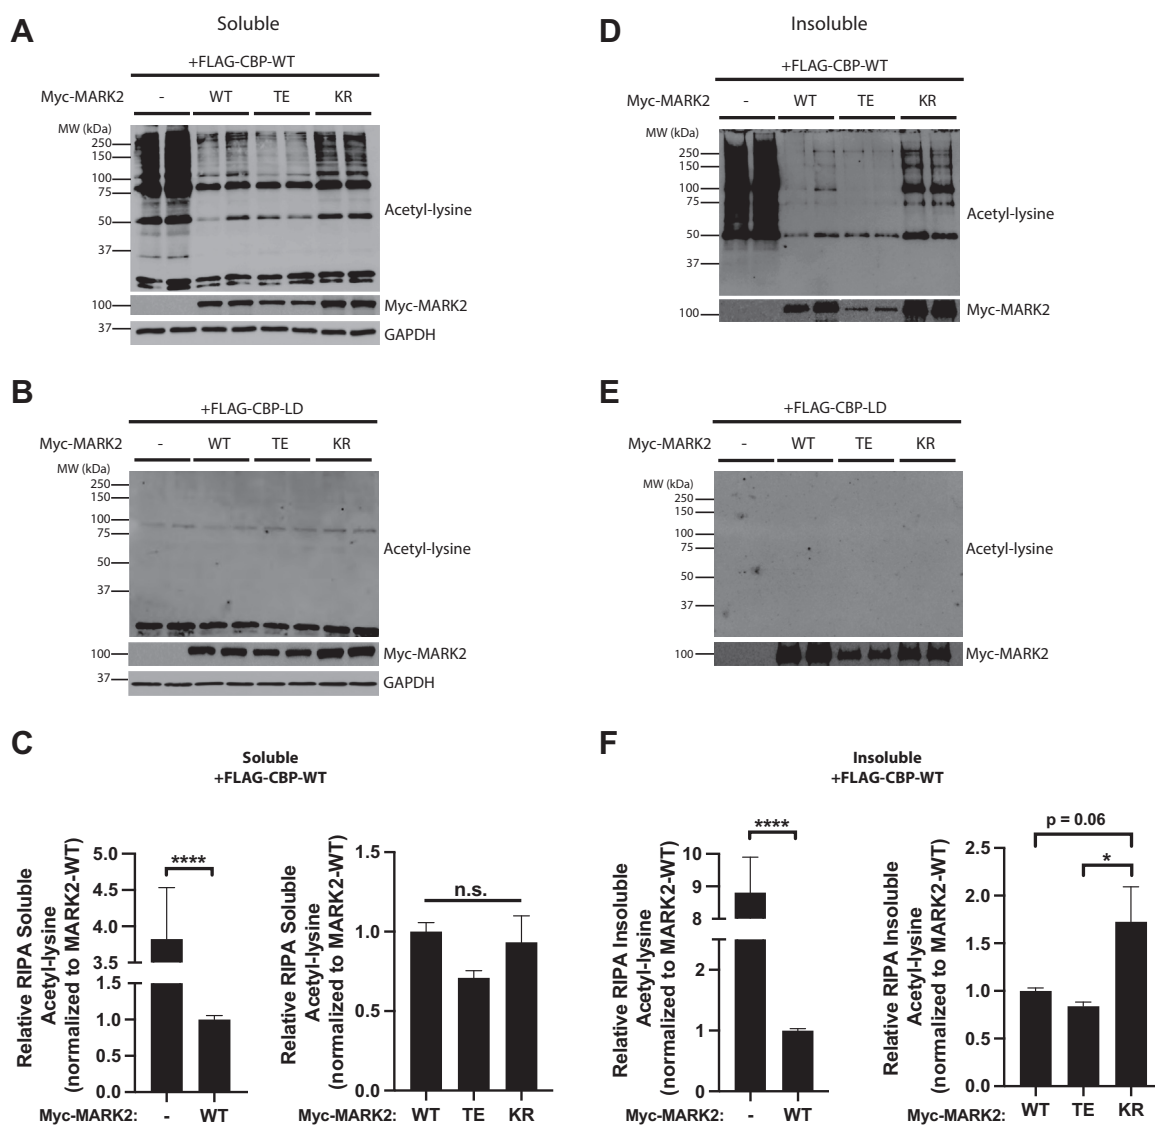 A
Soluble
+FLAG-CBP-WT
Myc-MARK2 - WT TE KR
MW (kDa)
250
150
100
75
50
37
Acetyl-lysine
100
Myc-MARK2
37
GAPDH
D
Insoluble
+FLAG-CBP-WT
Myc-MARK2 - WT TE KR
MW (kDa)
250
150
100
75
50
37
Acetyl-lysine
100
Myc-MARK2
B
+FLAG-CBP-LD
Myc-MARK2 - WT TE KR
MW (kDa)
250
150
100
75
50
37
Acetyl-lysine
100
Myc-MARK2
37
GAPDH
E
+FLAG-CBP-LD
Myc-MARK2 - WT TE KR
MW (kDa)
250
150
100
75
50
37
Acetyl-lysine
100
Myc-MARK2
C
Soluble
+FLAG-CBP-WT
Relative RIPA Soluble
Acetyl-lysine
(normalized to MARK2-WT)
5.0
4.5
4.0
3.5
1.5
1.0
0.5
0.0
****
Myc-MARK2: - WT
Relative RIPA Soluble
Acetyl-lysine
(normalized to MARK2-WT)
1.5
1.0
0.5
0.0
n.s.
Myc-MARK2: WT TE KR
F
Insoluble
+FLAG-CBP-WT
Relative RIPA Insoluble
Acetyl-lysine
(normalized to MARK2-WT)
10
9
8
2
1
0
****
Myc-MARK2: - WT
Relative RIPA Insoluble
Acetyl-lysine
(normalized to MARK2-WT)
2.5
2.0
1.5
1.0
0.5
0.0
p = 0.06
*
Myc-MARK2: WT TE KR